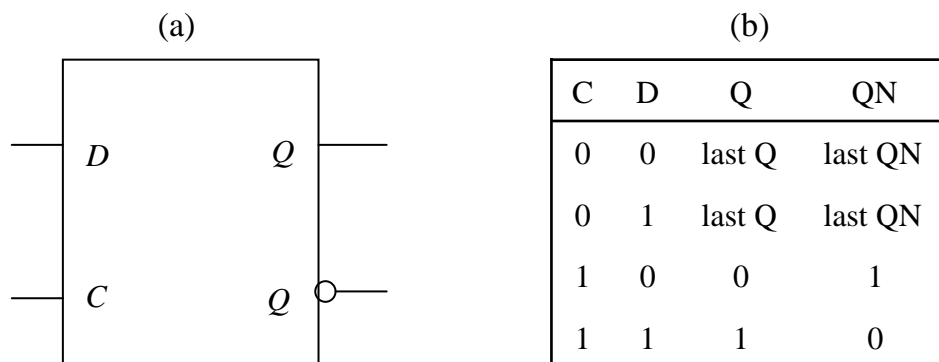 (a)
D Q
C Q
(b)
C D Q QN
0 0 last Q last QN
0 1 last Q last QN
1 0 0 1
1 1 1 0